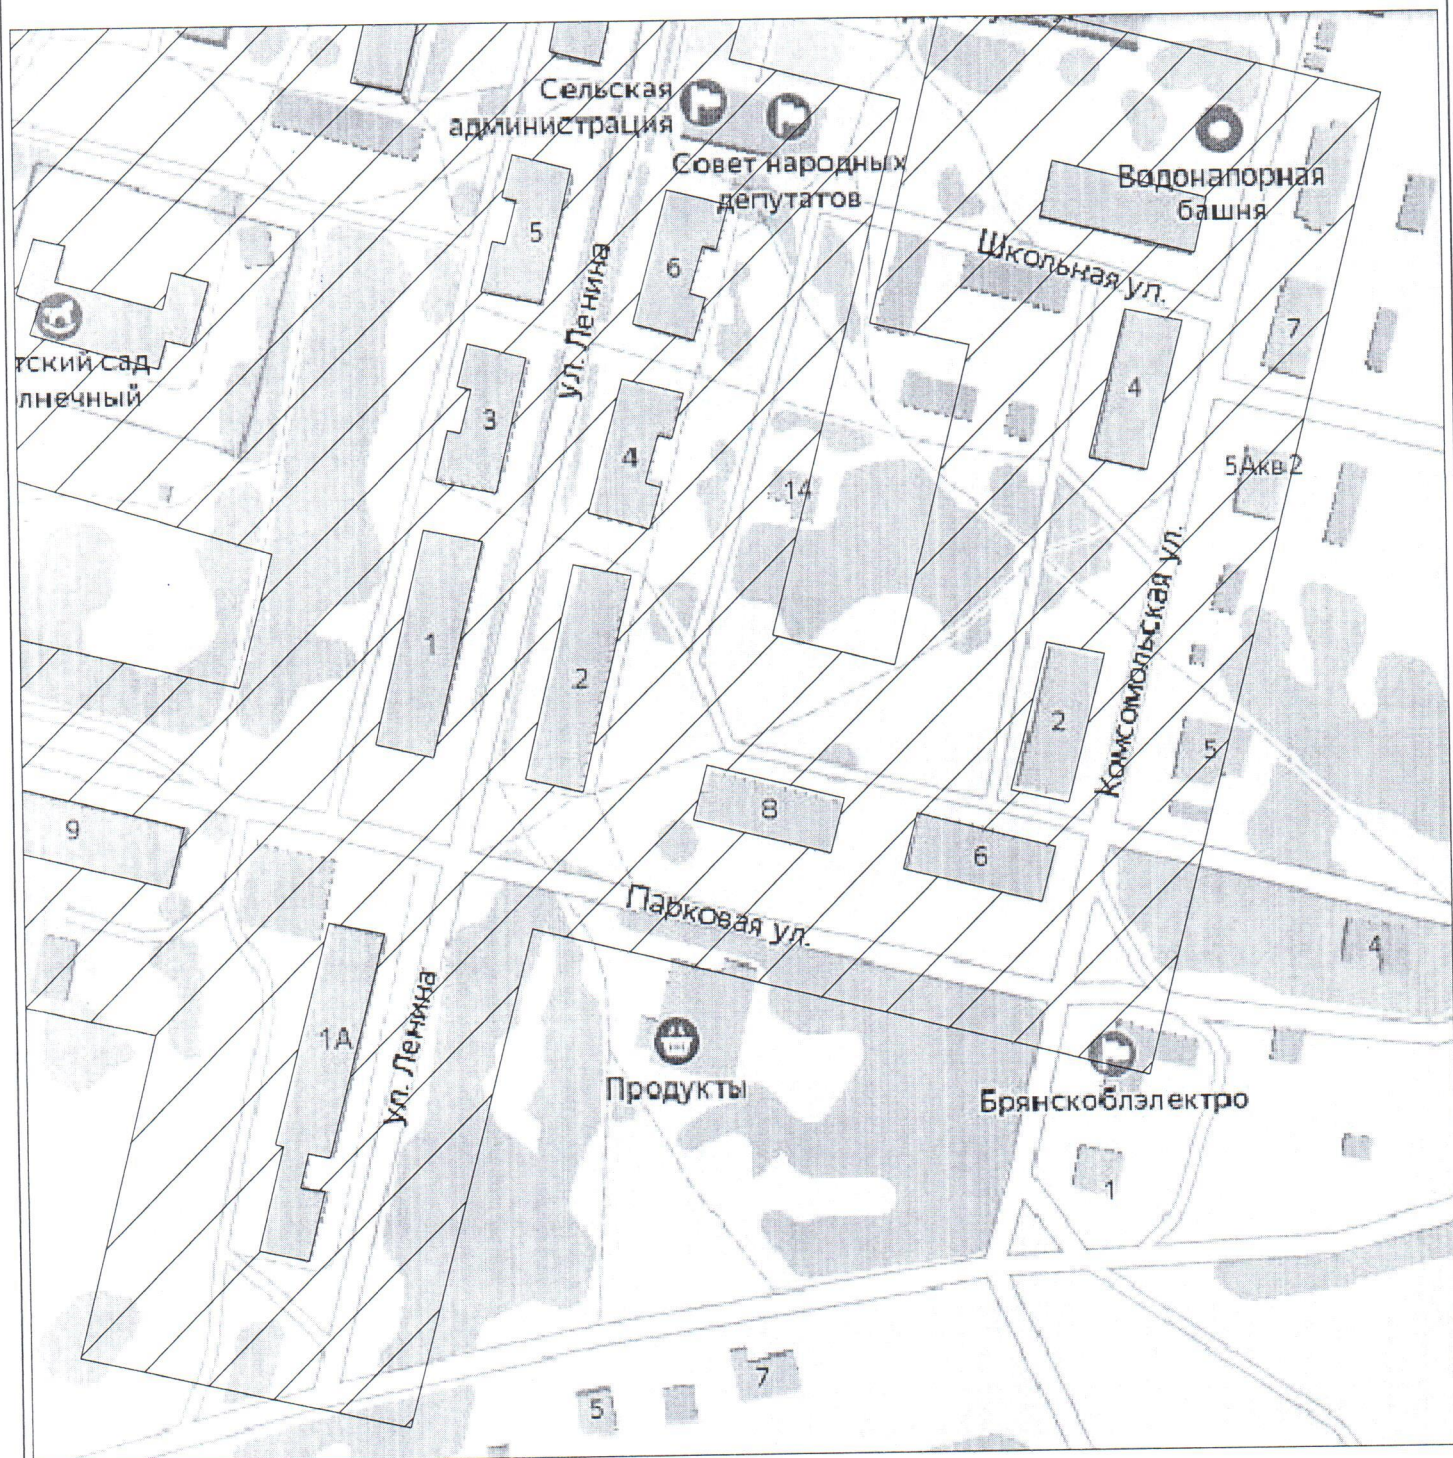 Сельская
администрация
Совет народных
депутатов
Водонапорная
башня
Школьная ул.
5
6
ул. Ленина
7
тский сад
лнечный
3
4
4
5Акв2
14
1
2
Комсомольская ул.
2
5
8
9
6
Парковая ул.
4
1А
ул. Ленина
Продукты
Брянскоблэлектро
1
7
5